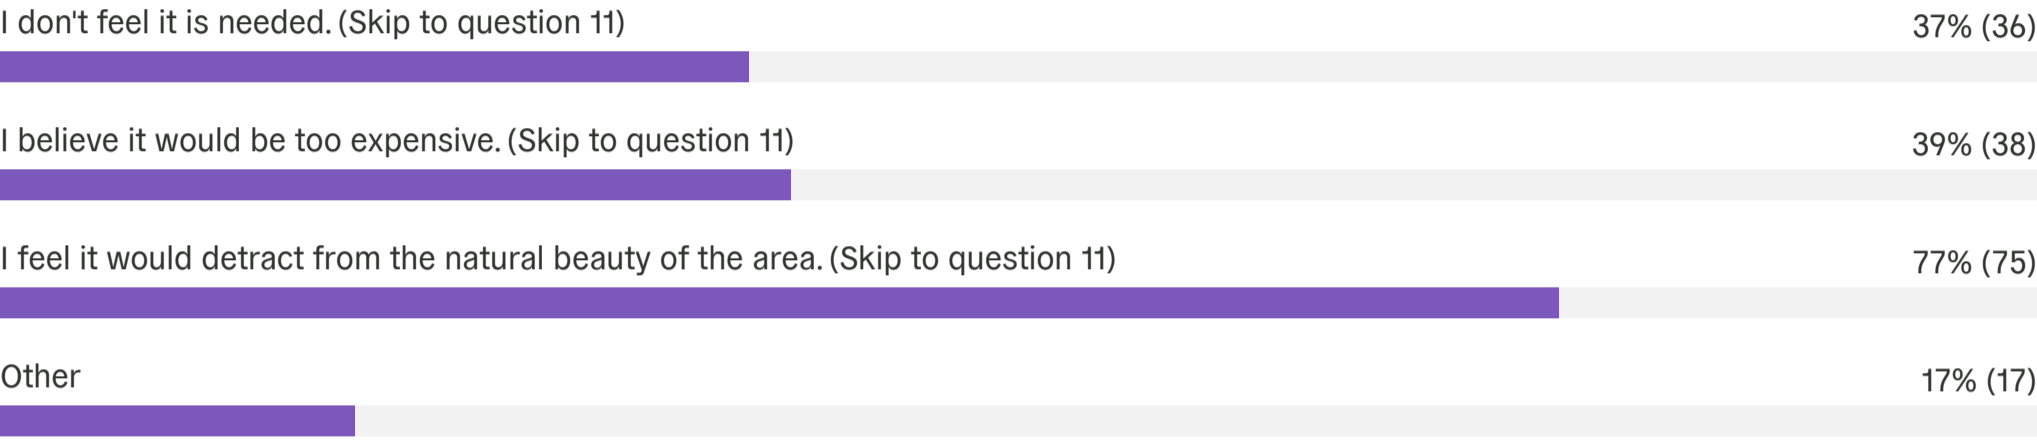 I don't feel it is needed. (Skip to question 11) 37% (36)
I believe it would be too expensive. (Skip to question 11) 39% (38)
I feel it would detract from the natural beauty of the area. (Skip to question 11) 77% (75)
Other 17% (17)